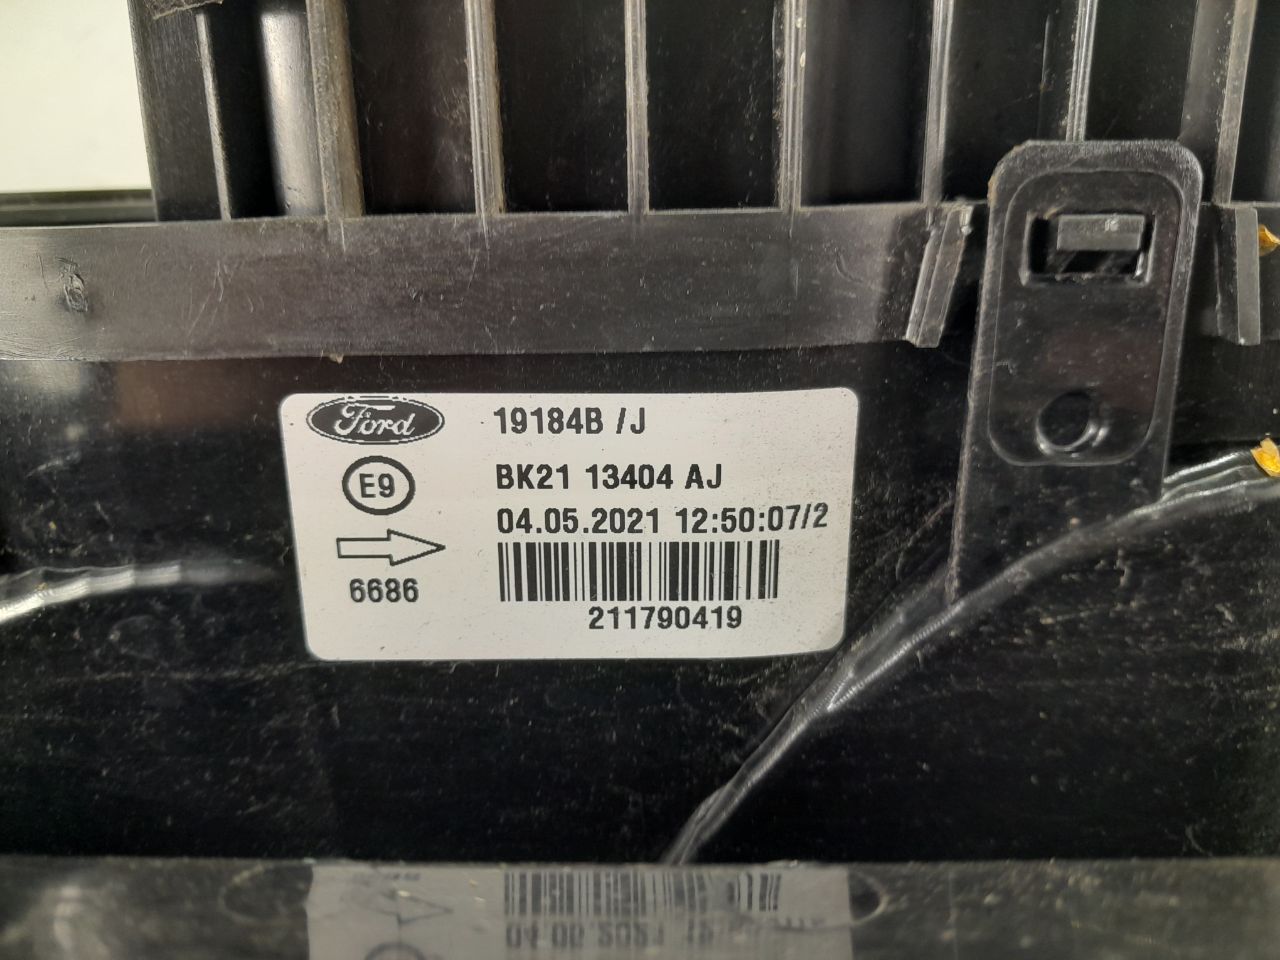 Ford
19184B /J
E9
BK21 13404 AJ
04.05.2021 12:50:07/2
6686
211790419